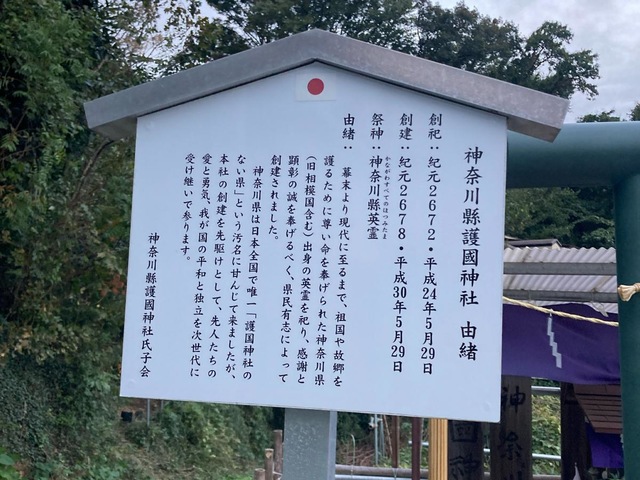 神奈川縣護國神社　由緒
創祀：紀元2672・平成24年5月29日
創建：紀元2678・平成30年5月29日
祭神：神奈川縣英霊
かながわすべてのはつみたま
由緒：　幕末より現代に至るまで、祖国や故郷を
護るために尊い命を奉げられた神奈川県
（旧相模国含む）出身の英霊を祀り、感謝と
顕彰の誠を奉げるべく、県民有志によって
創建されました。
　神奈川県は日本全国で唯一「護国神社の
ない県」という汚名に甘んじて来ましたが、
本社の創建を先駆けとして、先人たちの
愛と勇気、我が国の平和と独立を次世代に
受け継いで参ります。
神奈川縣護國神社氏子会
神奈川
國